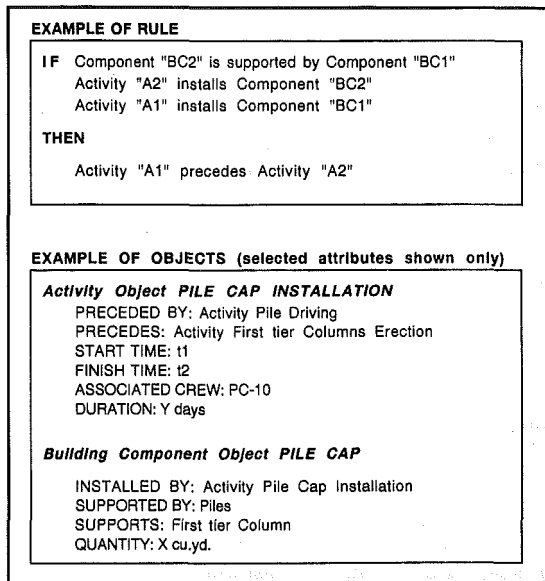 EXAMPLE OF RULE
IF Component "BC2" is supported by Component "BC1"
Activity "A2" installs Component "BC2"
Activity "A1" installs Component "BC1"
THEN
Activity "A1" precedes Activity "A2"
EXAMPLE OF OBJECTS (selected attributes shown only)
Activity Object PILE CAP INSTALLATION
PRECEDED BY: Activity Pile Driving
PRECEDES: Activity First tier Columns Erection
START TIME: t1
FINISH TIME: t2
ASSOCIATED CREW: PC-10
DURATION: Y days
Building Component Object PILE CAP
INSTALLED BY: Activity Pile Cap Installation
SUPPORTED BY: Piles
SUPPORTS: First tier Column
QUANTITY: X cu.yd.